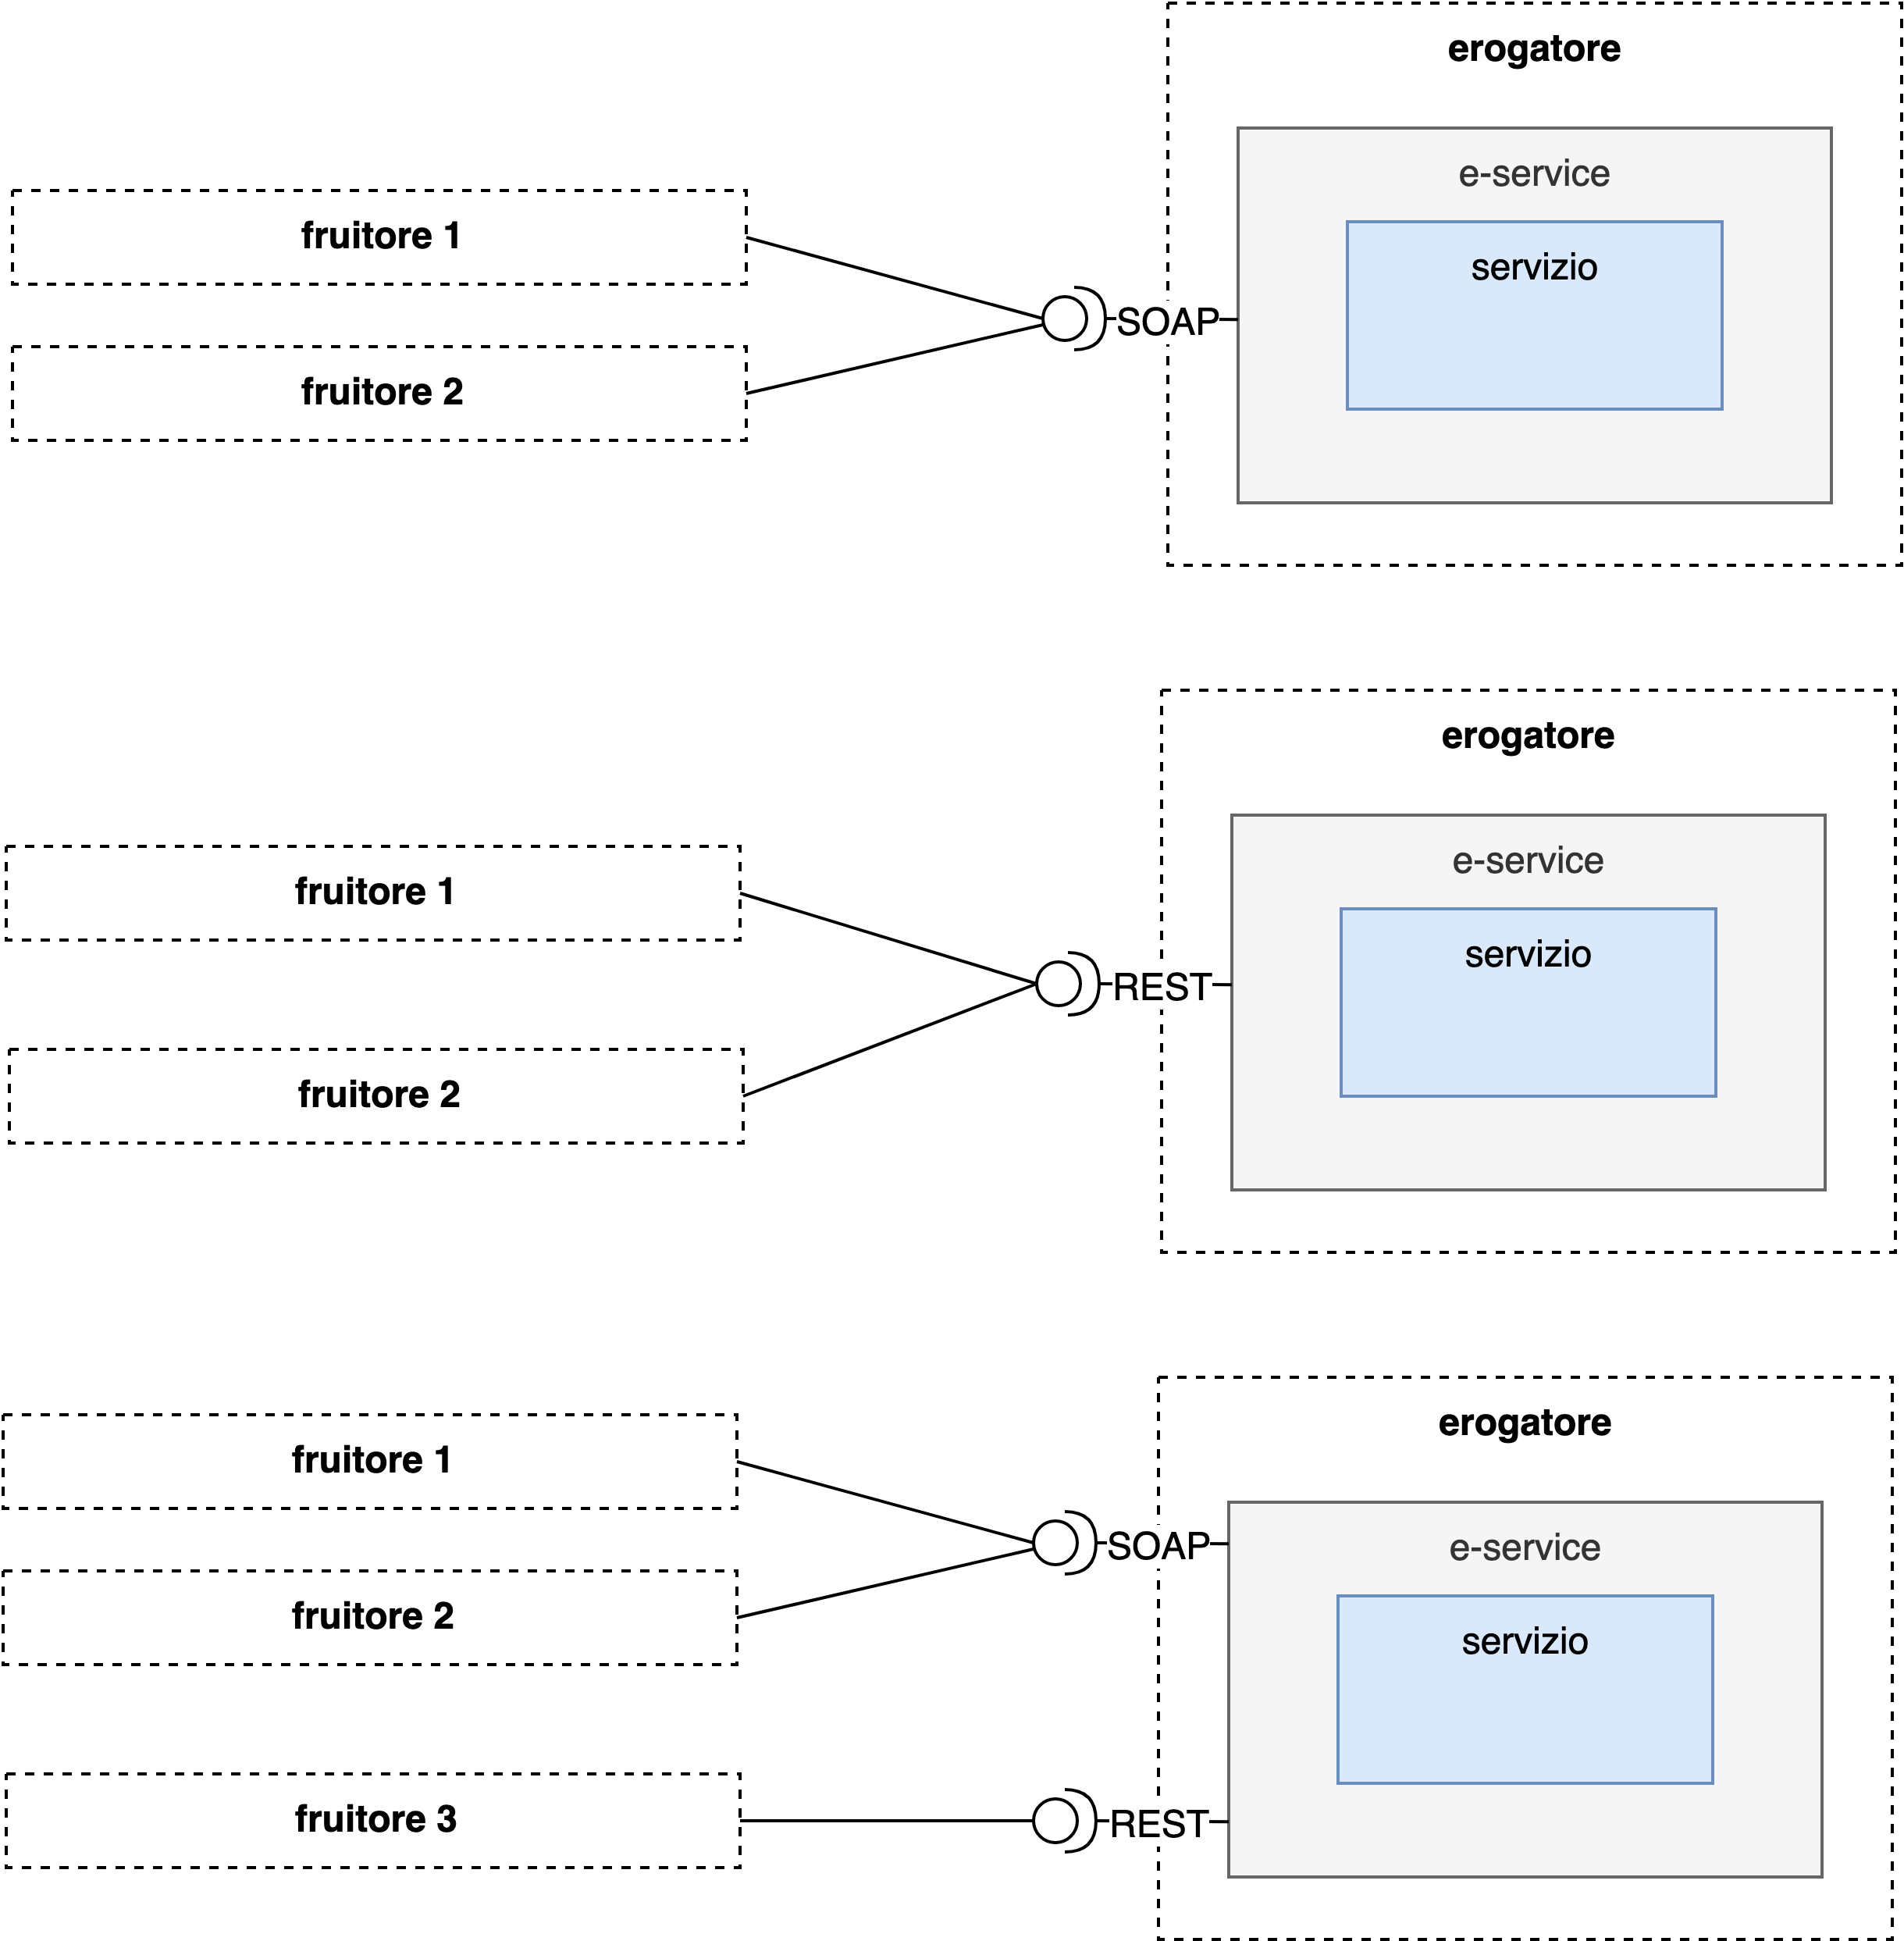 erogatore
e-service
fruitore 1
servizio
SOAP
fruitore 2
erogatore
e-service
fruitore 1
servizio
REST
fruitore 2
erogatore
fruitore 1
e-service
SOAP
fruitore 2
servizio
fruitore 3
REST